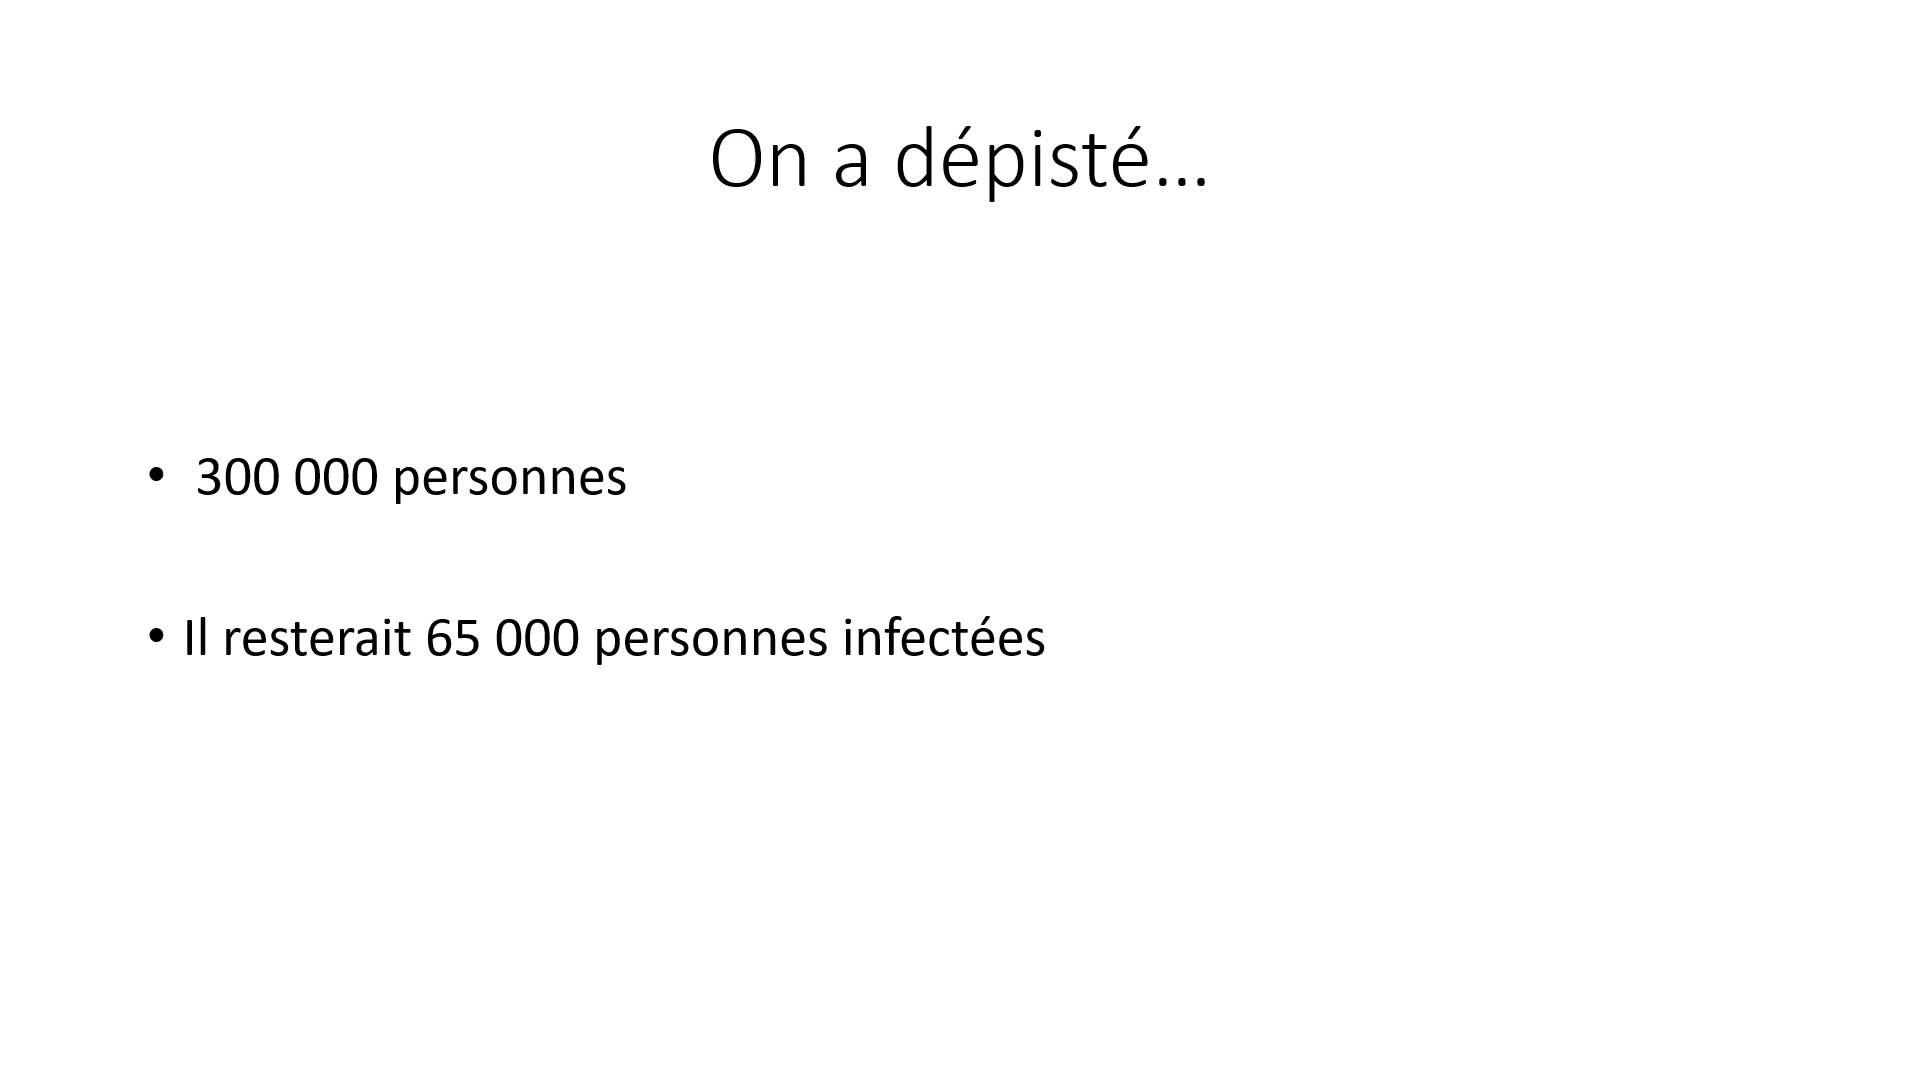 On a dépisté…
• 300 000 personnes
• Il resterait 65 000 personnes infectées